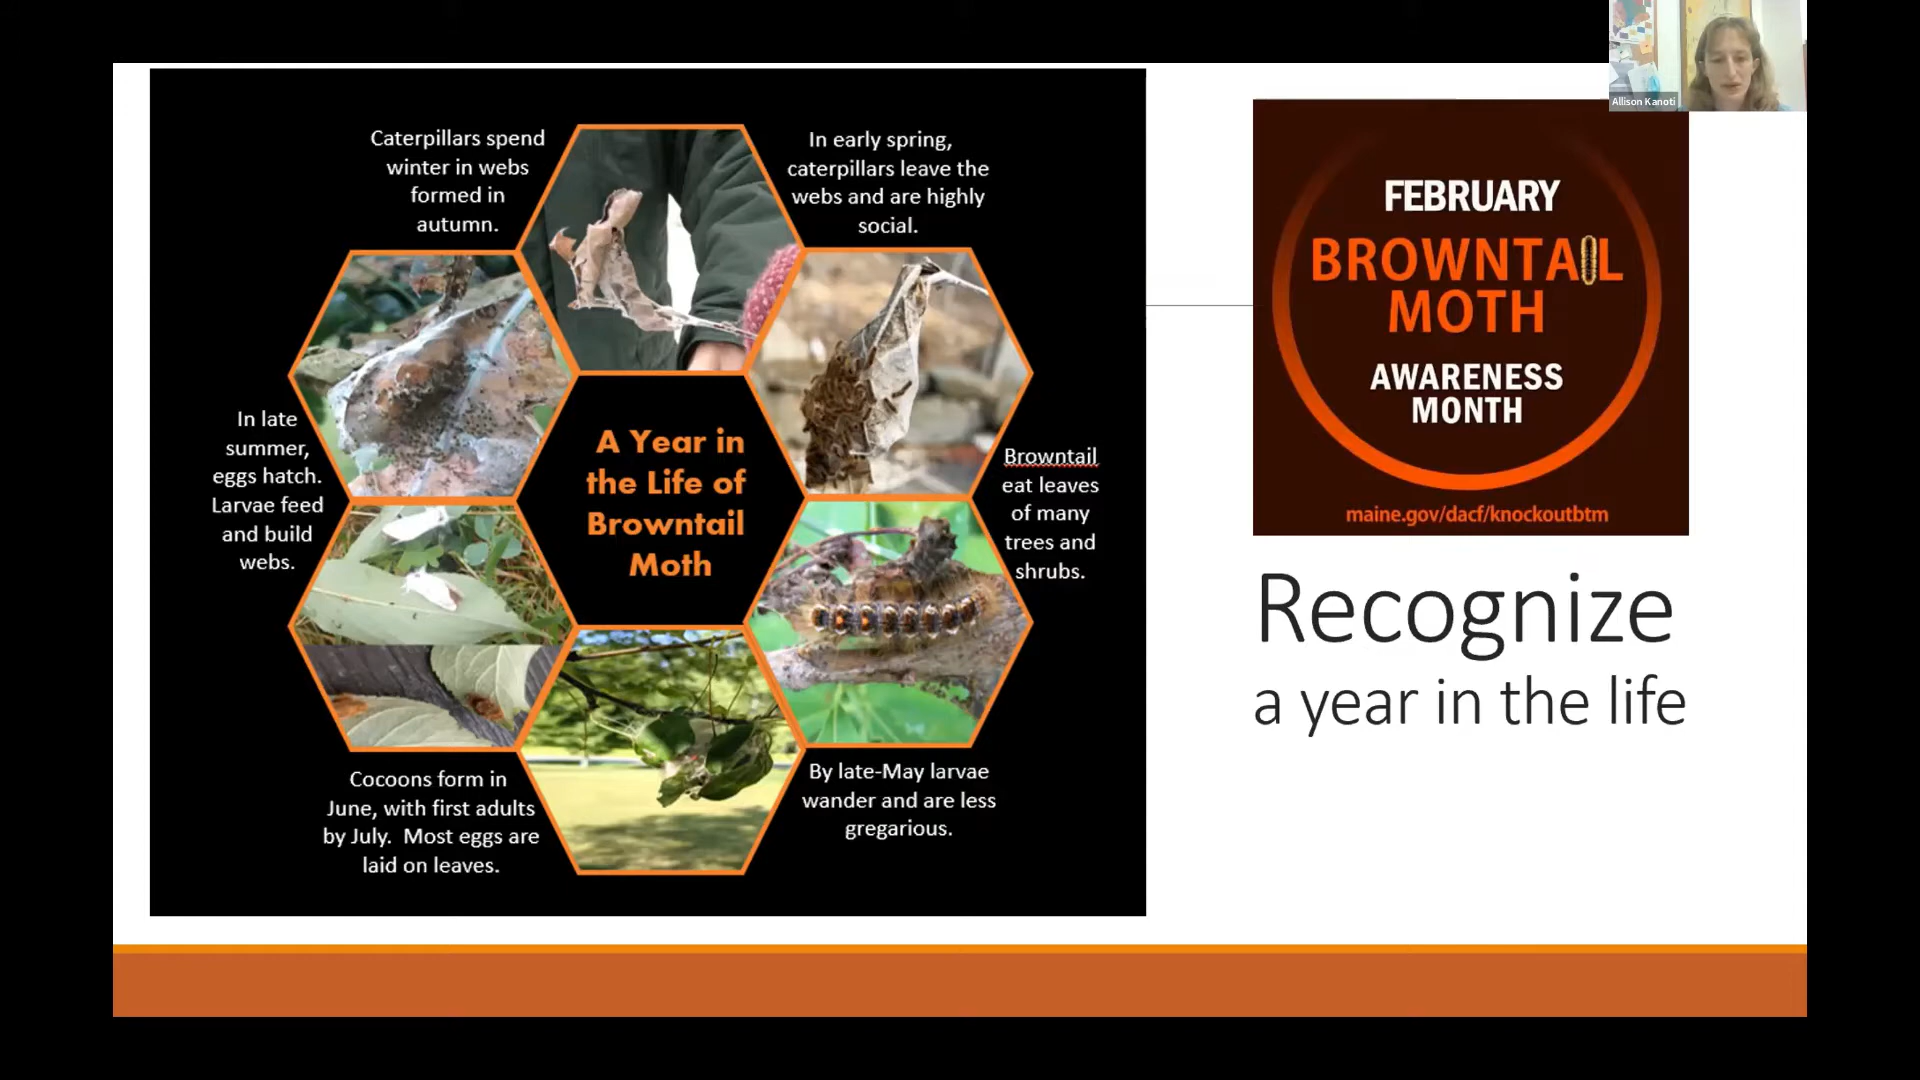 Caterpillars spend
winter in webs
formed in
autumn.
In early spring,
caterpillars leave the
webs and are highly
social.
Browntail
eat leaves
of many
trees and
shrubs.
By late-May larvae
wander and are less
gregarious.
Cocoons form in
June, with first adults
by July. Most eggs are
laid on leaves.
In late
summer,
eggs hatch.
Larvae feed
and build
webs.
A Year in
the Life of
Browntail
Moth
Allison Kanoti
FEBRUARY
BROWNTAIL
MOTH
AWARENESS
MONTH
maine.gov/dacf/knockoutbtm
Recognize
a year in the life